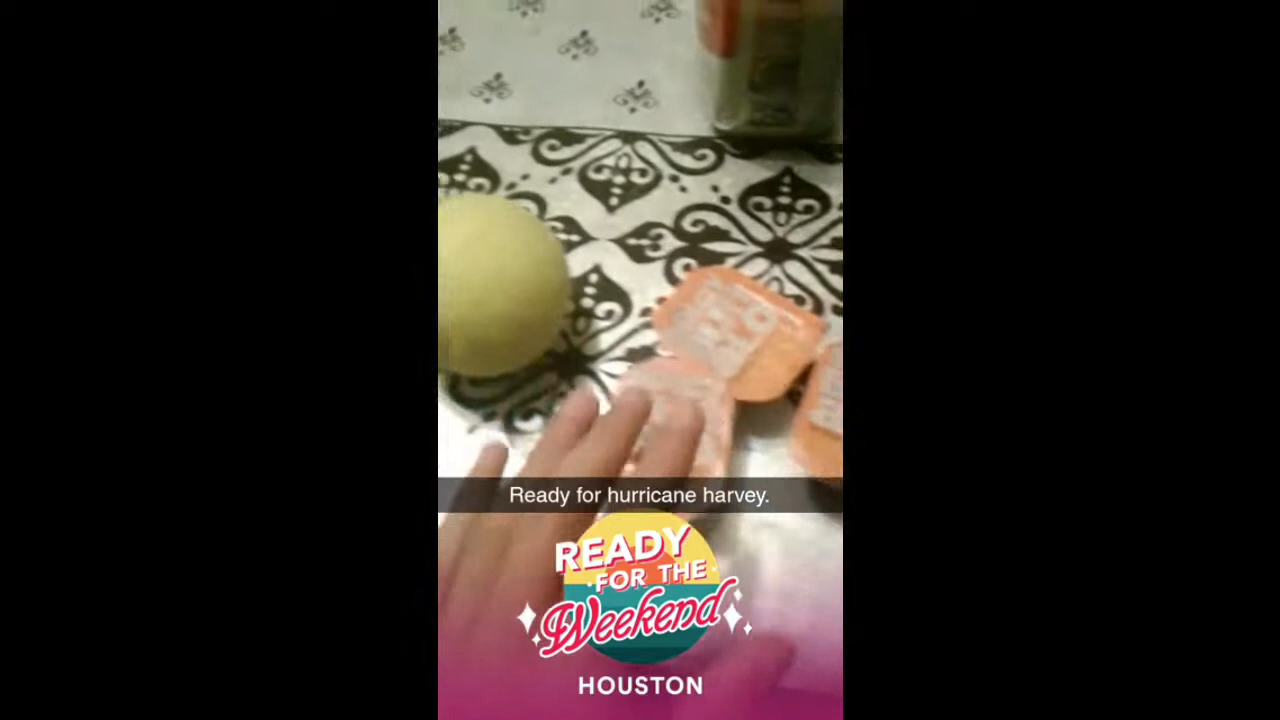 Ready for hurricane harvey.
READY
FOR THE
Weekend
HOUSTON